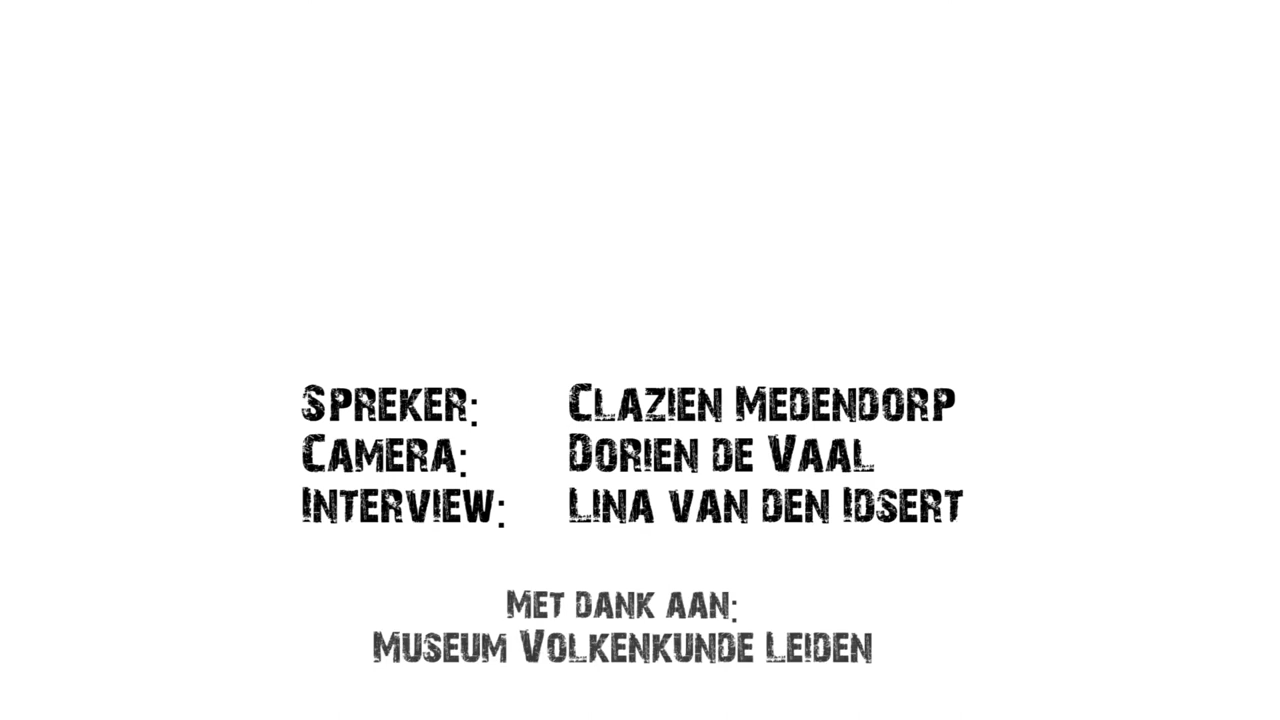 Spreker: Clazien Medendorp
Camera: Dorien de Vaal
Interview: Lina van den Idsert
Met dank aan:
Museum Volkenkunde Leiden